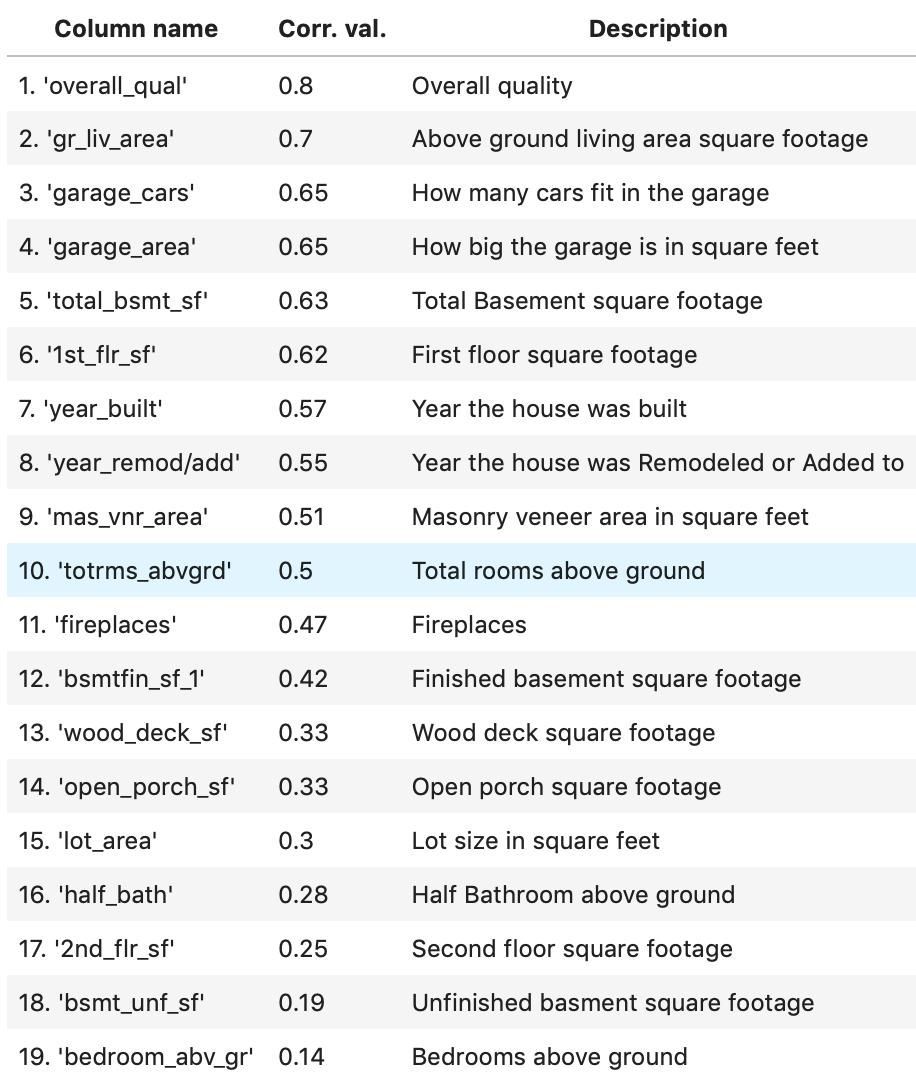 Column name Corr. val. Description
1. 'overall_qual' 0.8 Overall quality
2. 'gr_liv_area' 0.7 Above ground living area square footage
3. 'garage_cars' 0.65 How many cars fit in the garage
4. 'garage_area' 0.65 How big the garage is in square feet
5. 'total_bsmt_sf' 0.63 Total Basement square footage
6. '1st_flr_sf' 0.62 First floor square footage
7. 'year_built' 0.57 Year the house was built
8. 'year_remod/add' 0.55 Year the house was Remodeled or Added to
9. 'mas_vnr_area' 0.51 Masonry veneer area in square feet
10. 'totrms_abvgrd' 0.5 Total rooms above ground
11. 'fireplaces' 0.47 Fireplaces
12. 'bsmtfin_sf_1' 0.42 Finished basement square footage
13. 'wood_deck_sf' 0.33 Wood deck square footage
14. 'open_porch_sf' 0.33 Open porch square footage
15. 'lot_area' 0.3 Lot size in square feet
16. 'half_bath' 0.28 Half Bathroom above ground
17. '2nd_flr_sf' 0.25 Second floor square footage
18. 'bsmt_unf_sf' 0.19 Unfinished basment square footage
19. 'bedroom_abv_gr' 0.14 Bedrooms above ground